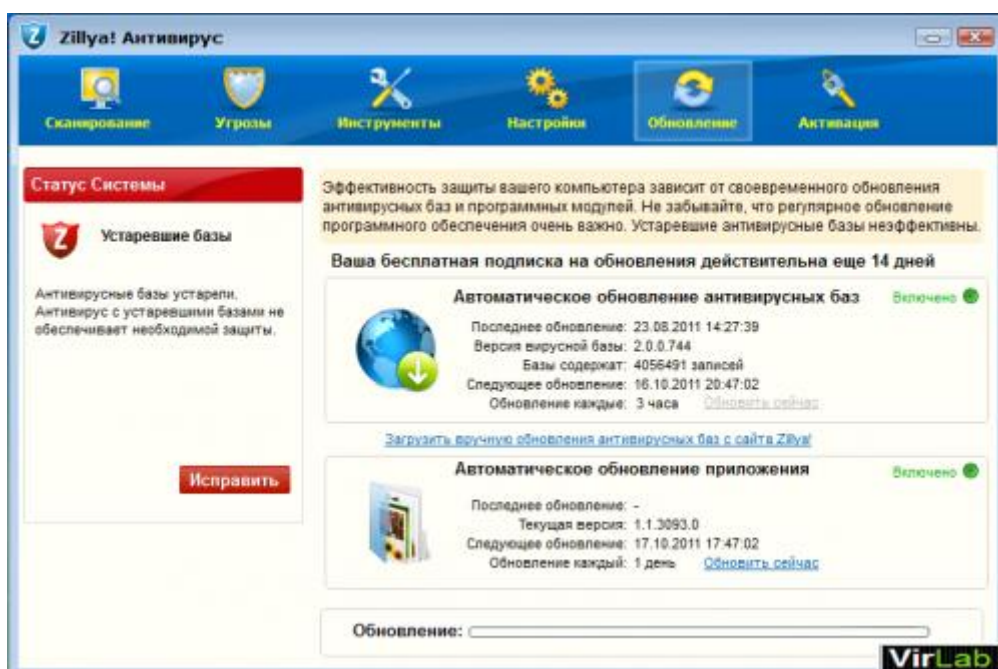 Zillya! Антивирус
Сканирование
Угрозы
Инструменты
Настройки
Обновление
Активация
Статус Системы
Устаревшие базы
Антивирусные базы устарели.
Антивирус с устаревшими базами не
обеспечивает необходимой защиты.
Исправить
Эффективность защиты вашего компьютера зависит от своевременного обновления
антивирусных баз и программных модулей. Не забывайте, что регулярное обновление
программного обеспечения очень важно. Устаревшие антивирусные базы неэффективны.
Ваша бесплатная подписка на обновления действительна еще 14 дней
Автоматическое обновление антивирусных баз Включено
Последнее обновление: 23.08.2011 14:27:39
Версия вирусной базы: 2.0.0.744
Базы содержат: 4056491 записей
Следующее обновление: 16.10.2011 20:47:02
Обновление каждые: 3 часа Обновить сейчас
Загрузить вручную обновления антивирусных баз с сайта Zillya!
Автоматическое обновление приложения Включено
Последнее обновление: -
Текущая версия: 1.1.3093.0
Следующее обновление: 17.10.2011 17:47:02
Обновление каждый: 1 день Обновить сейчас
Обновление:
VirLab